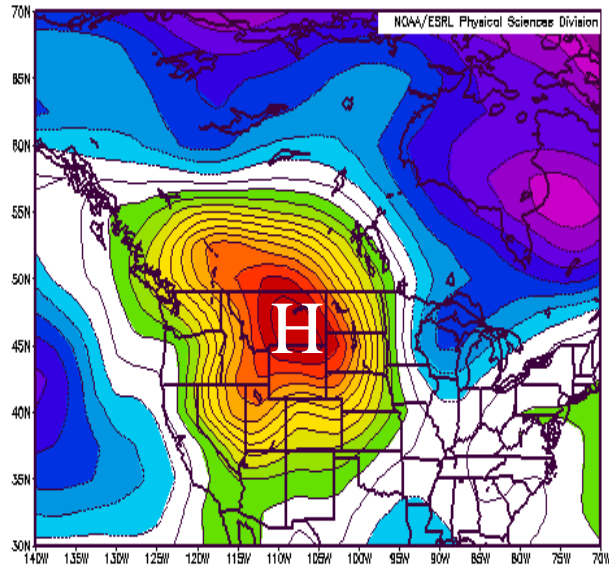 70N
NOAA/ESRL Physical Sciences Division
65N
60N
55N
50N
H
45N
40N
35N
30N
140W 135W 130W 125W 120W 115W 110W 105W 100W 95W 90W 85W 80W 75W 70W